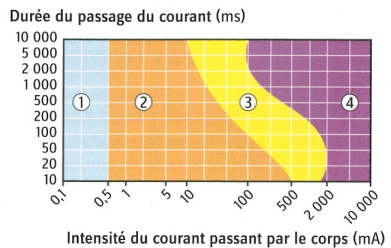 Durée du passage du courant (ms)
10 000
5 000
2 000
1 000
500
200
100
50
20
10
① ② ③ ④
0,1 0,5 1 5 10 100 500 2 000 10 000
Intensité du courant passant par le corps (mA)